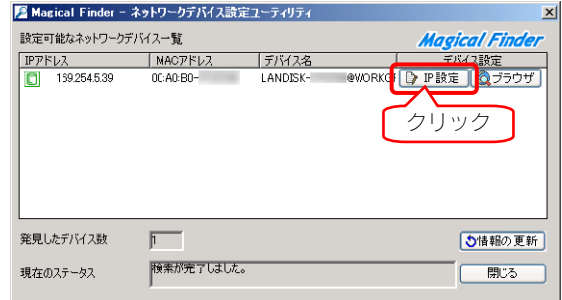 Magical Finder - ネットワークデバイス設定ユーティリティ
設定可能なネットワークデバイス一覧
Magical Finder
IPアドレス MACアドレス デバイス名 デバイス設定
159.254.5.39 00:A0:B0- LANDISK- @WORKGR IP設定 ブラウザ
クリック
発見したデバイス数 1 情報の更新
現在のステータス 検索が完了しました。 閉じる